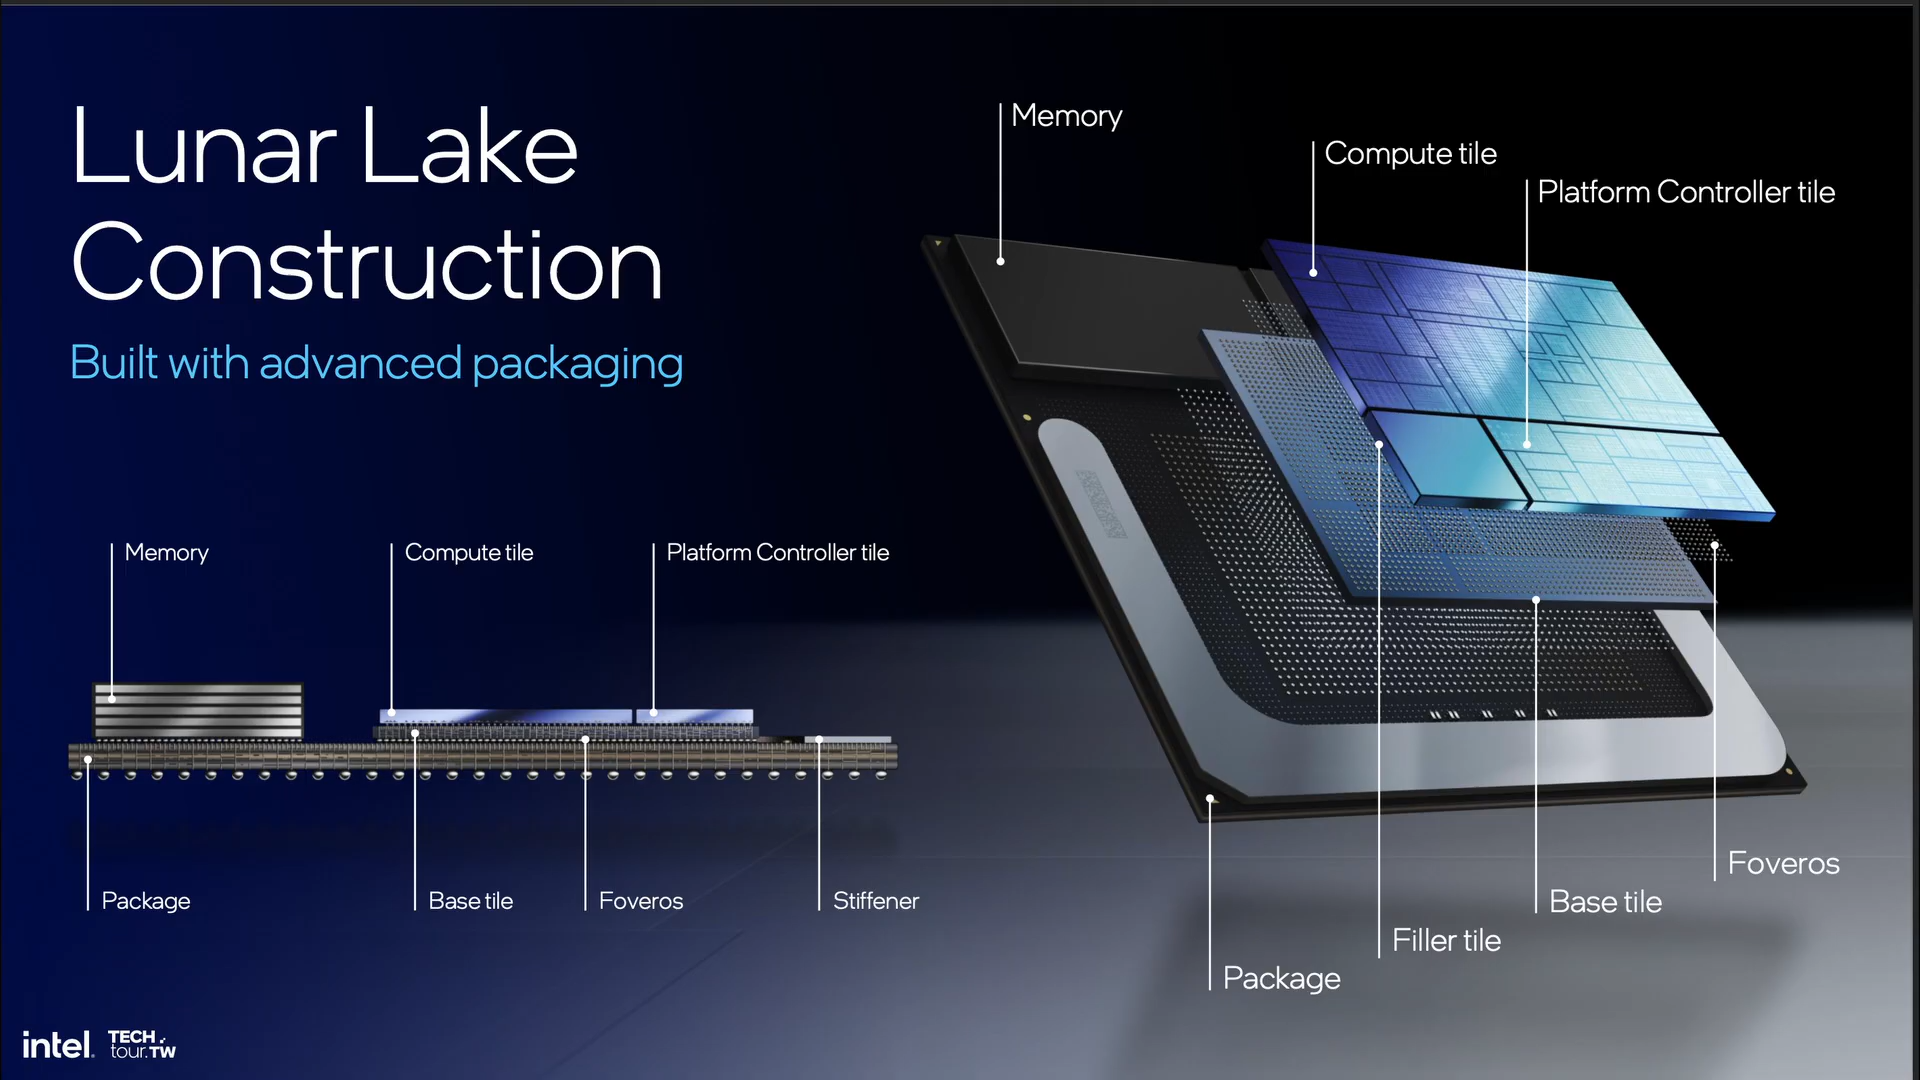 Lunar Lake
Construction
Built with advanced packaging
Memory
Compute tile
Platform Controller tile
Package
Base tile
Foveros
Stiffener
Memory
Compute tile
Platform Controller tile
Foveros
Base tile
Filler tile
Package
intel.
TECH
tour.TW